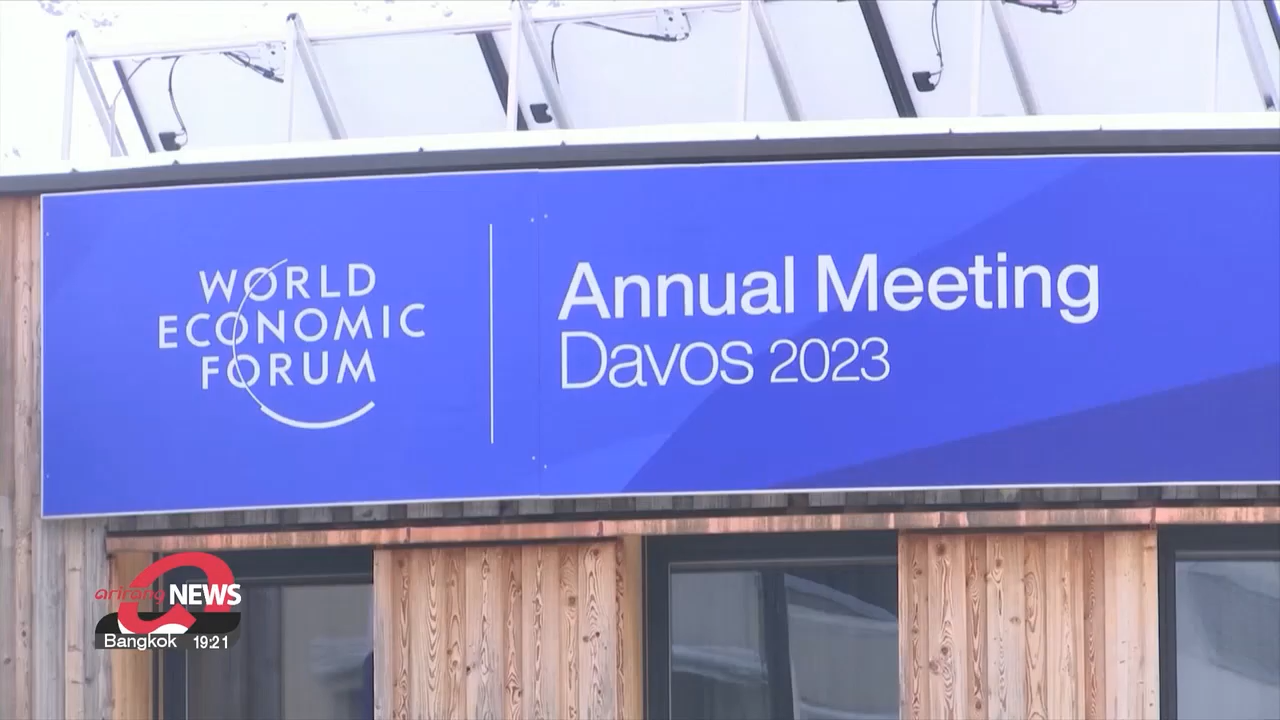 WORLD
ECONOMIC
FORUM
Annual Meeting
Davos 2023
arirang NEWS
Bangkok 19:21